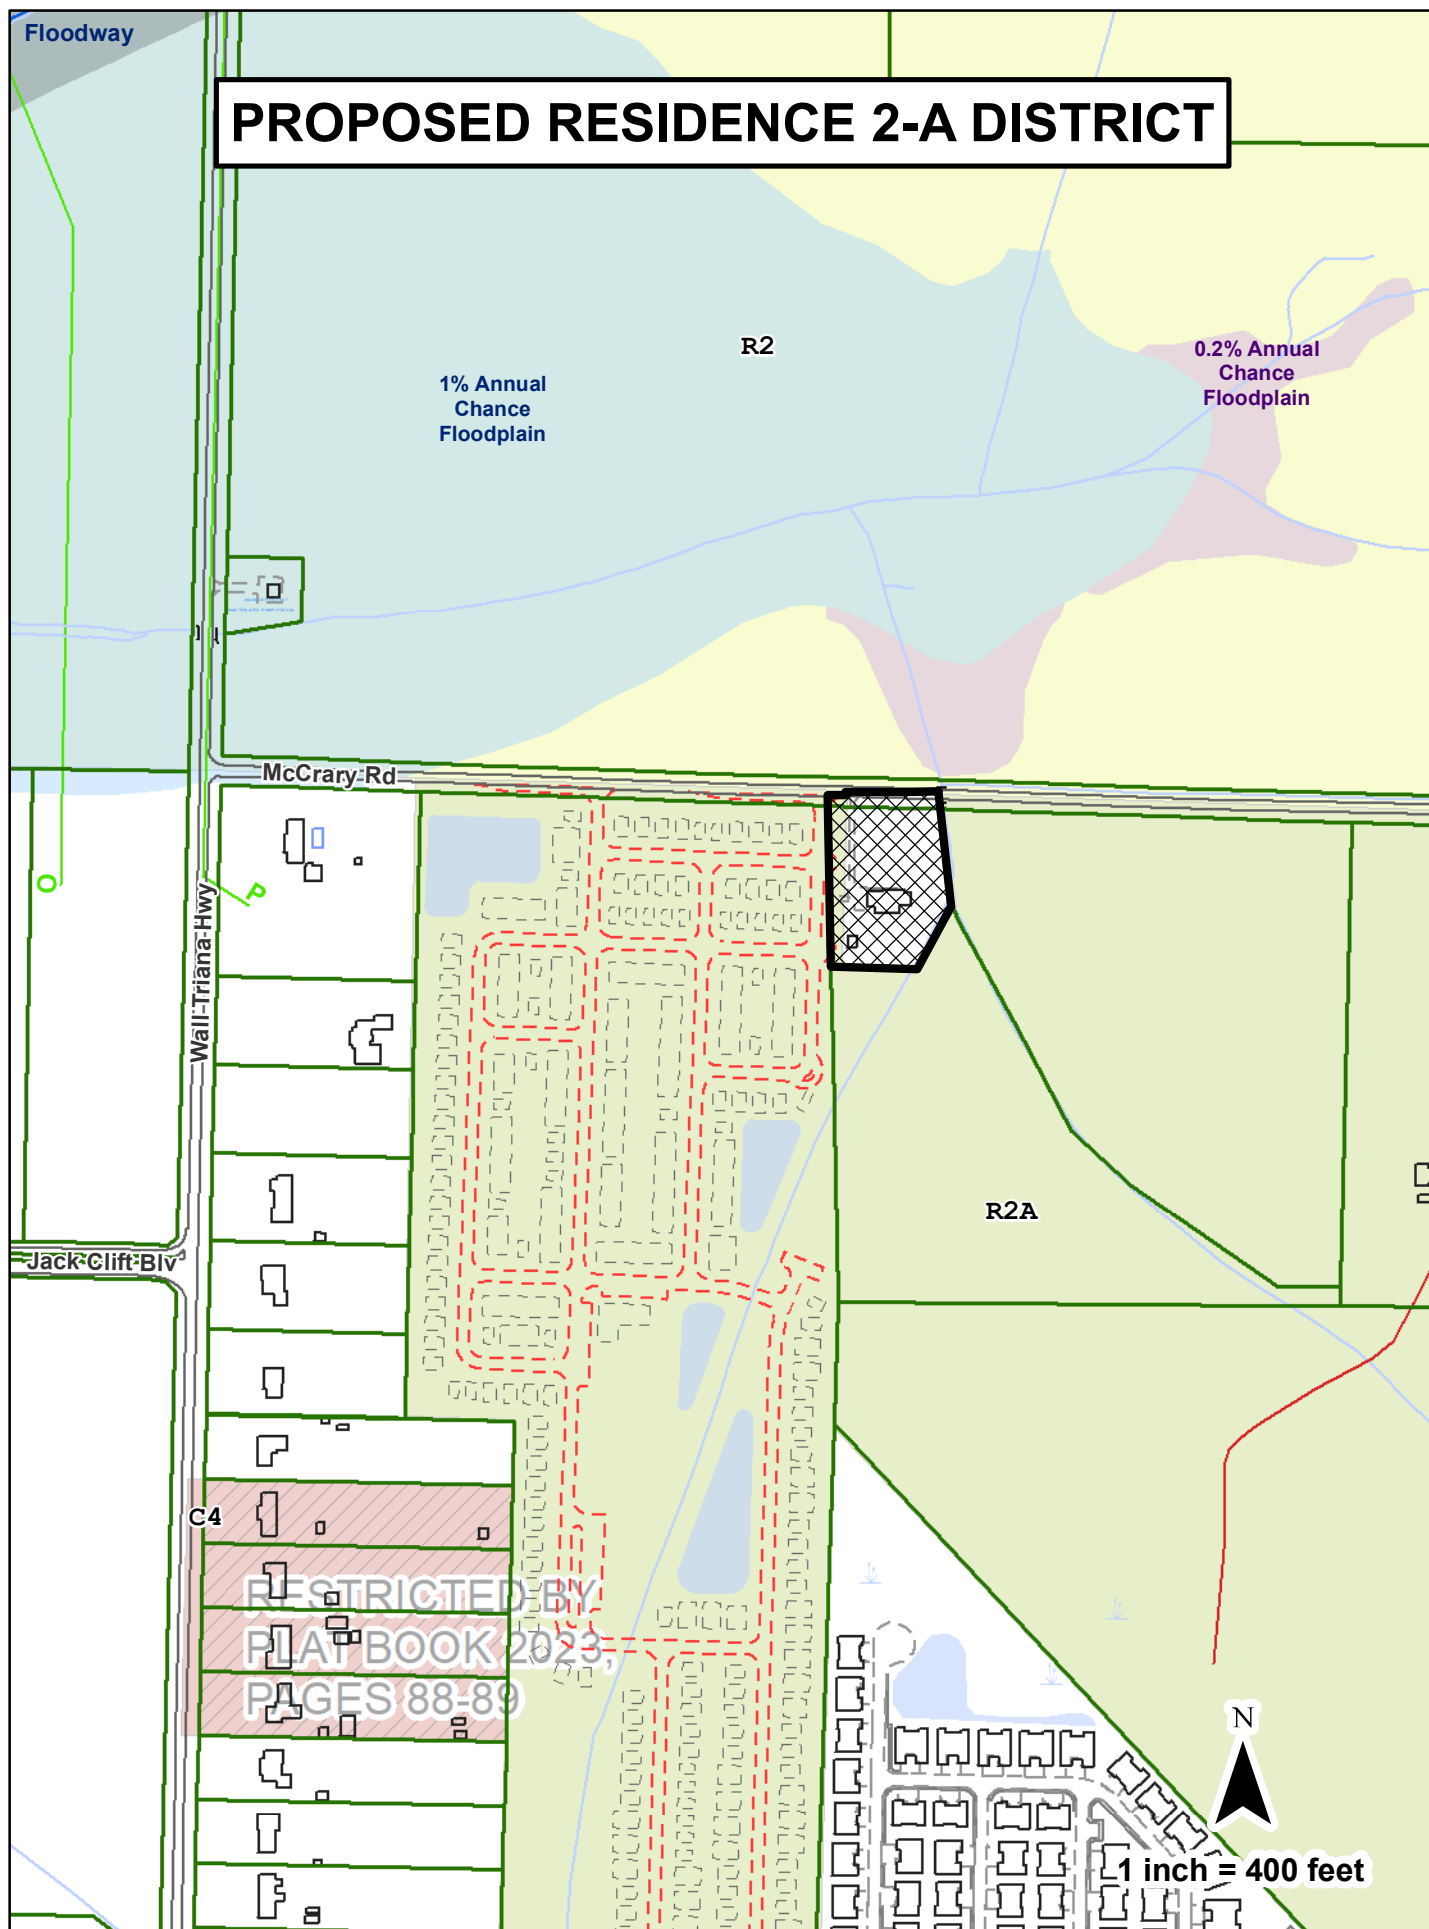 Floodway
PROPOSED RESIDENCE 2-A DISTRICT
R2
0.2% Annual
Chance
Floodplain
1% Annual
Chance
Floodplain
McCrary Rd
O
P
Wall-Triana-Hwy
R2A
Jack Clift Blv
C4
RESTRICTED BY
PLAT BOOK 2023,
PAGES 88-89
N
1 inch = 400 feet